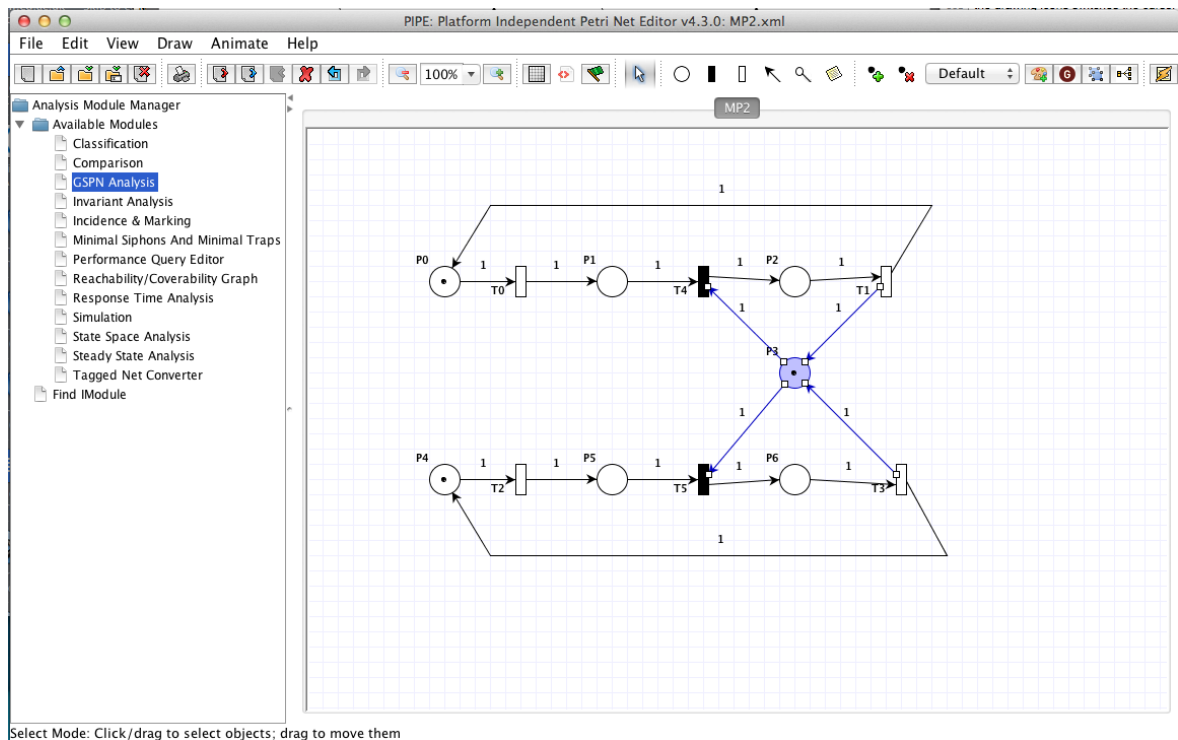 PIPE: Platform Independent Petri Net Editor v4.3.0: MP2.xml
File Edit View Draw Animate Help
100% Default
G
Analysis Module Manager
Available Modules
Classification
Comparison
GSPN Analysis
Invariant Analysis
Incidence & Marking
Minimal Siphons And Minimal Traps
Performance Query Editor
Reachability/Coverability Graph
Response Time Analysis
Simulation
State Space Analysis
Steady State Analysis
Tagged Net Converter
Find IModule
MP2
1
P0 1 1 P1 1 1 P2 1
T0 T4 T1
1 1
P3
1 1
P4 1 1 P5 1 1 P6 1
T2 T5 T3
1
Select Mode: Click/drag to select objects; drag to move them